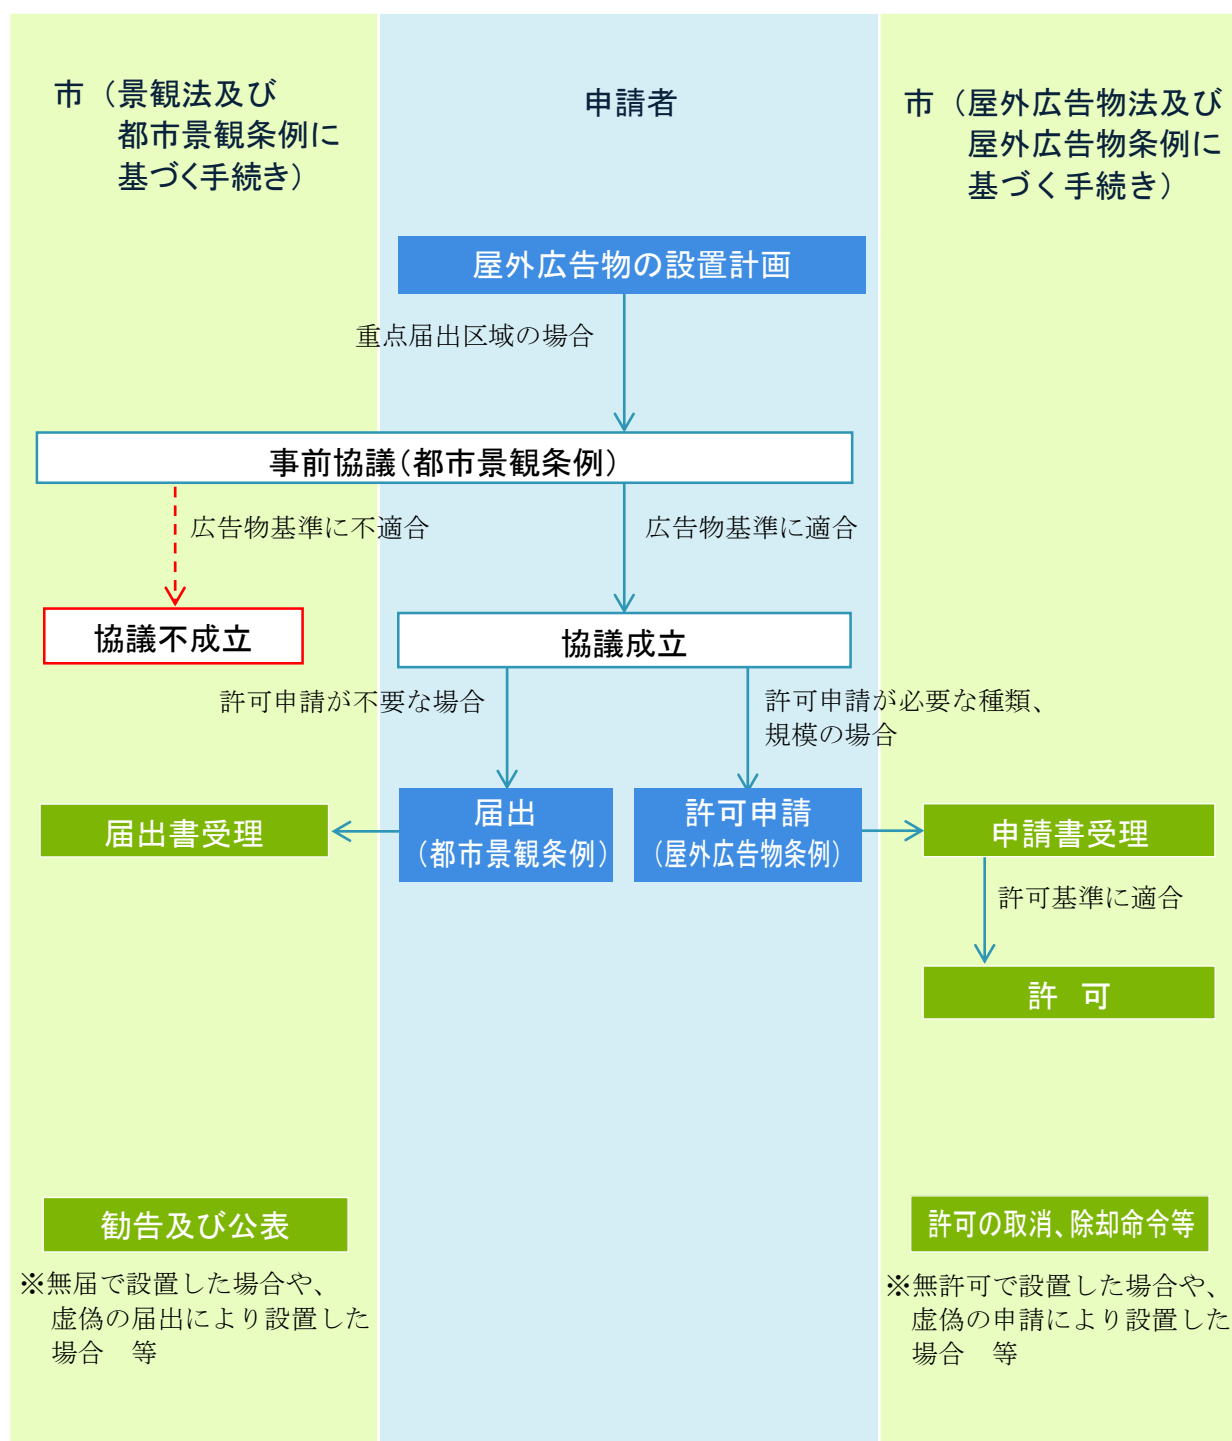 市（景観法及び
都市景観条例に
基づく手続き）
申請者
市（屋外広告物法及び
屋外広告物条例に
基づく手続き）
屋外広告物の設置計画
重点届出区域の場合
事前協議（都市景観条例）
広告物基準に不適合
広告物基準に適合
協議不成立
協議成立
許可申請が不要な場合
許可申請が必要な種類、
規模の場合
届出書受理
届出
（都市景観条例）
許可申請
（屋外広告物条例）
申請書受理
許可基準に適合
許　可
勧告及び公表
※無届で設置した場合や、
虚偽の届出により設置した
場合　等
許可の取消、除却命令等
※無許可で設置した場合や、
虚偽の申請により設置した
場合　等